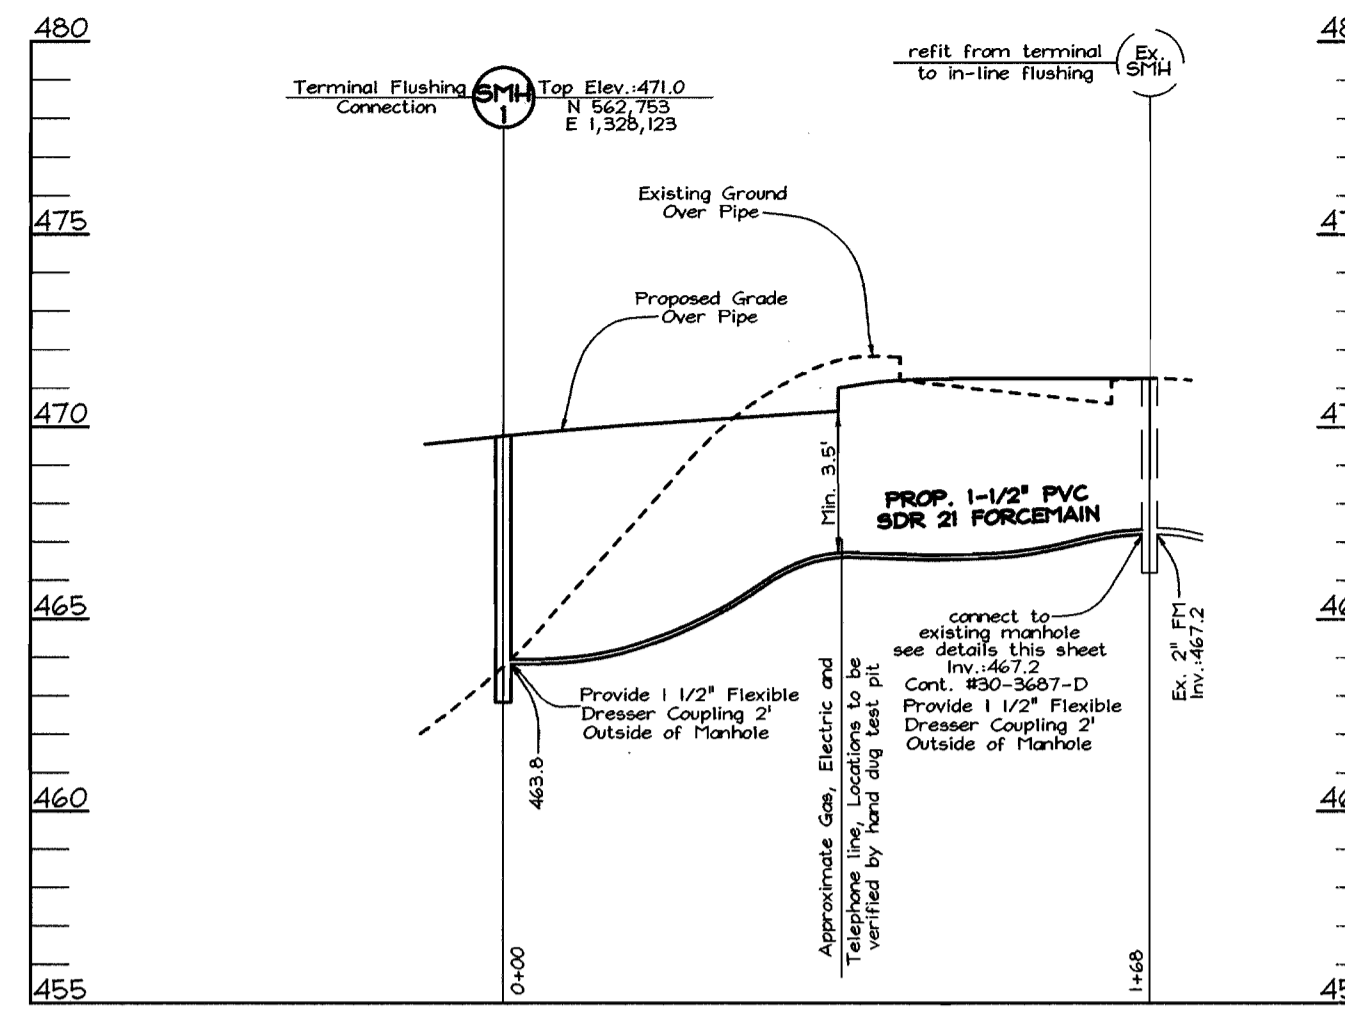 480
475
470
465
460
455
Terminal Flushing
Connection
SMH
1
Top Elev.:471.0
N 562,753
E 1,328,123
refit from terminal
to in-line flushing
Ex.
SMH
Existing Ground
Over Pipe
Proposed Grade
Over Pipe
Min. 3.5'
PROP. 1-1/2" PVC
SDR 21 FORCEMAIN
connect to
existing manhole
see details this sheet
Inv.:467.2
Cont. #30-3687-D
Provide 1 1/2" Flexible
Dresser Coupling 2'
Outside of Manhole
Ex. 2" FM
Inv.:467.2
Provide 1 1/2" Flexible
Dresser Coupling 2'
Outside of Manhole
463.8
Approximate Gas, Electric and
Telephone line, Locations to be
verified by hand dug test pit
0+00
1+68